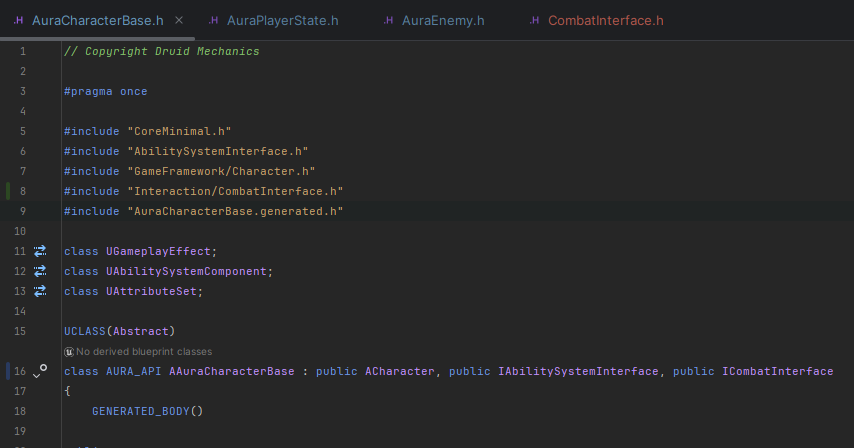 .H AuraCharacterBase.h × .H AuraPlayerState.h .H AuraEnemy.h .H CombatInterface.h
1 // Copyright Druid Mechanics
2
3 #pragma once
4
5 #include "CoreMinimal.h"
6 #include "AbilitySystemInterface.h"
7 #include "GameFramework/Character.h"
8 #include "Interaction/CombatInterface.h"
9 #include "AuraCharacterBase.generated.h"
10
11 class UGameplayEffect;
12 class UAbilitySystemComponent;
13 class UAttributeSet;
14
15 UCLASS(Abstract)
No derived blueprint classes
16 class AURA_API AAuraCharacterBase : public ACharacter, public IAbilitySystemInterface, public ICombatInterface
17 {
18 GENERATED_BODY()
19